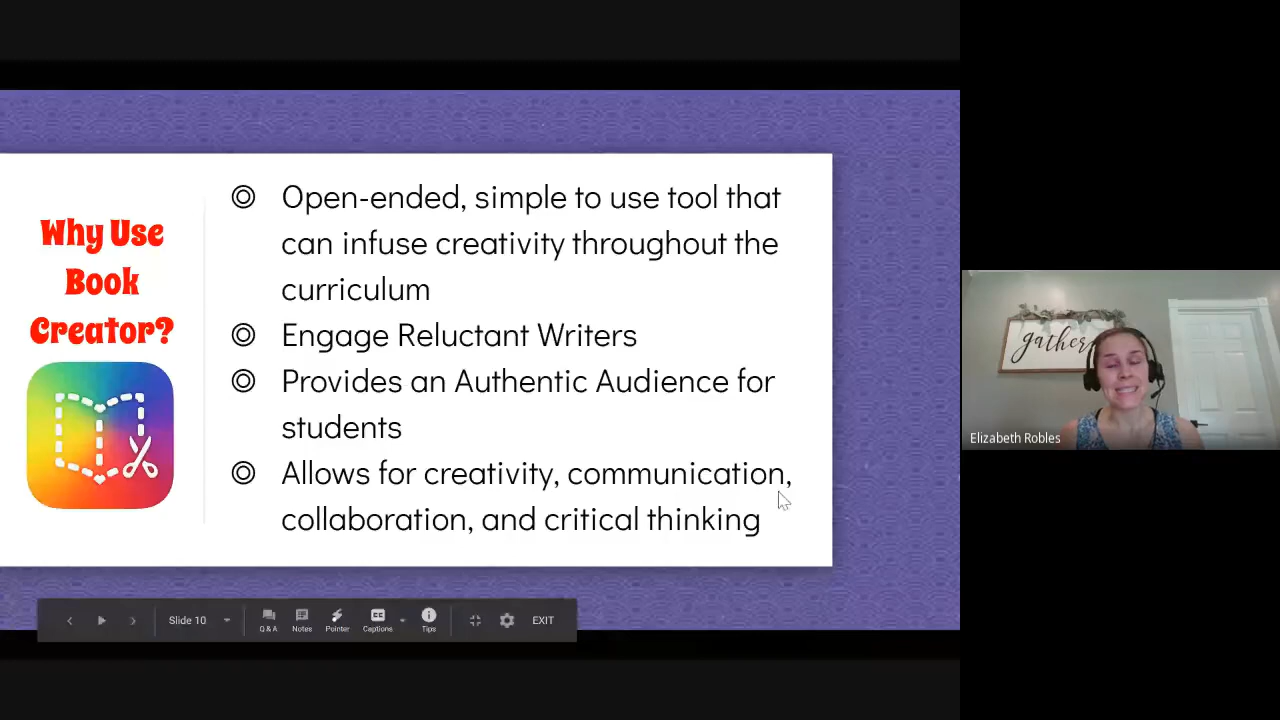 Why Use
Book
Creator?
Open-ended, simple to use tool that
can infuse creativity throughout the
curriculum
Engage Reluctant Writers
Provides an Authentic Audience for
students
Allows for creativity, communication,
collaboration, and critical thinking
Slide 10
Q & A
Notes
Pointer
Captions
Tips
EXIT
gather
Elizabeth Robles